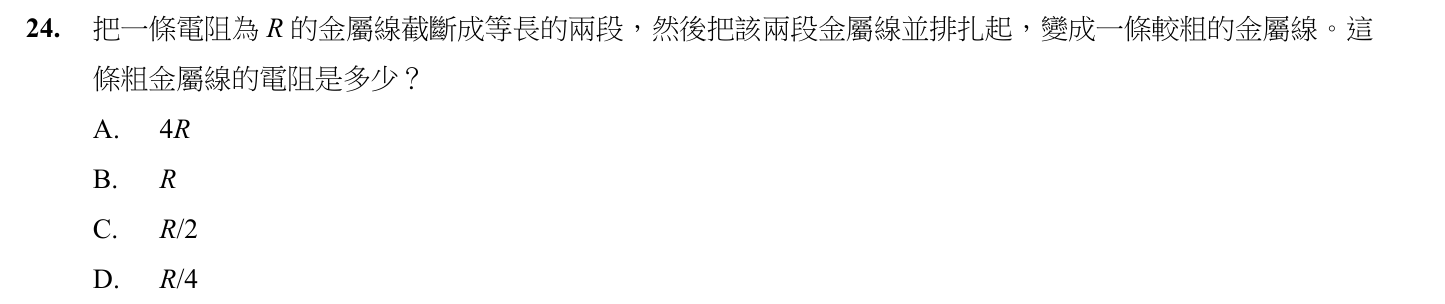 24. 把一條電阻為 R 的金屬線截斷成等長的兩段，然後把該兩段金屬線並排扎起，變成一條較粗的金屬線。這
條粗金屬線的電阻是多少？
A. 4R
B. R
C. R/2
D. R/4